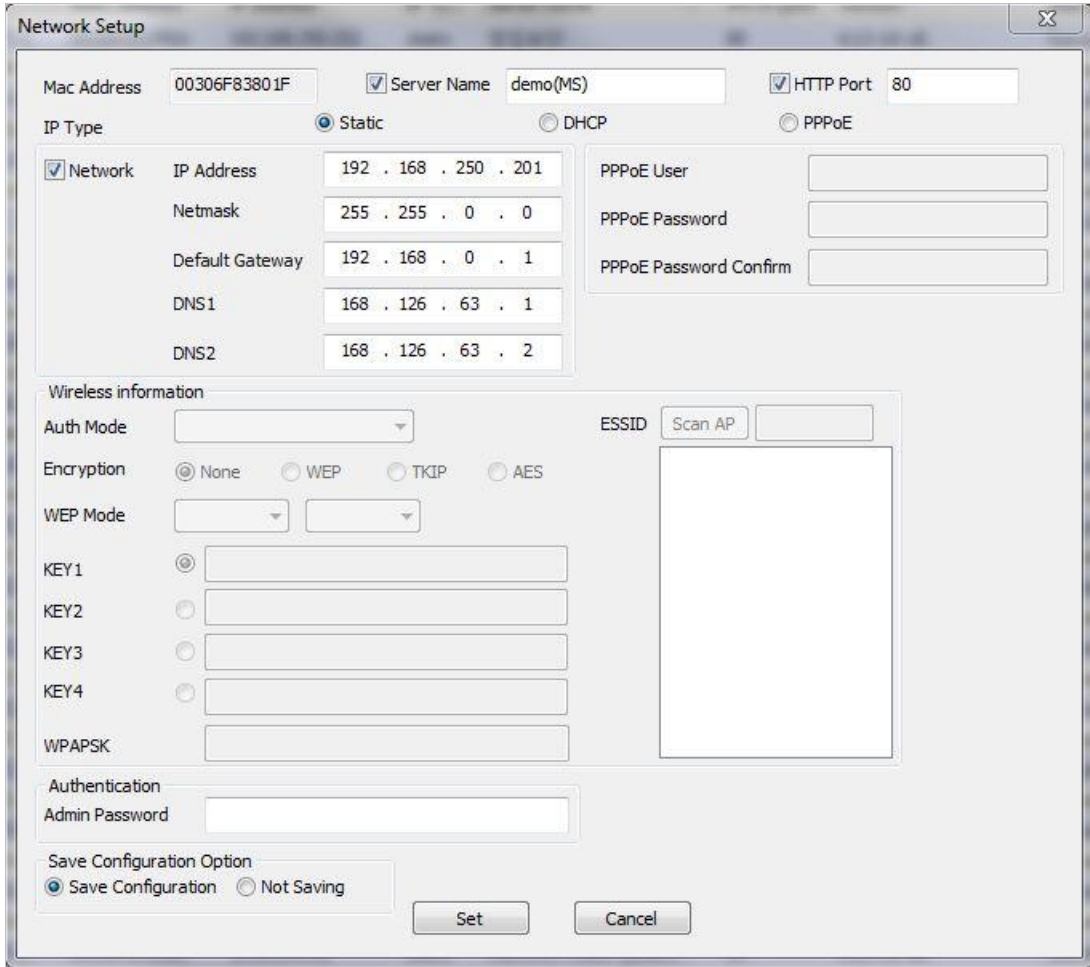 Network Setup
Mac Address 00306F83801F Server Name demo(MS) HTTP Port 80
IP Type Static DHCP PPPoE
Network IP Address 192 . 168 . 250 . 201
Netmask 255 . 255 . 0 . 0
Default Gateway 192 . 168 . 0 . 1
DNS1 168 . 126 . 63 . 1
DNS2 168 . 126 . 63 . 2
PPPoE User
PPPoE Password
PPPoE Password Confirm
Wireless information
Auth Mode
Encryption None WEP TKIP AES
WEP Mode
KEY1
KEY2
KEY3
KEY4
WPAPSK
ESSID Scan AP
Authentication
Admin Password
Save Configuration Option
Save Configuration Not Saving
Set Cancel